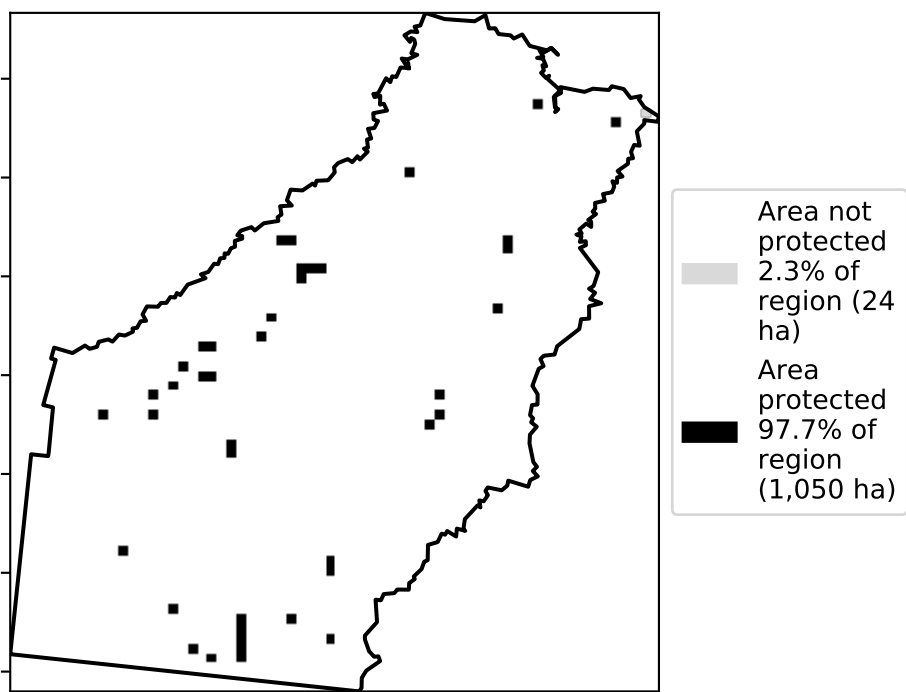 Area not
protected
2.3% of
region (24
ha)
Area
protected
97.7% of
region
(1,050 ha)